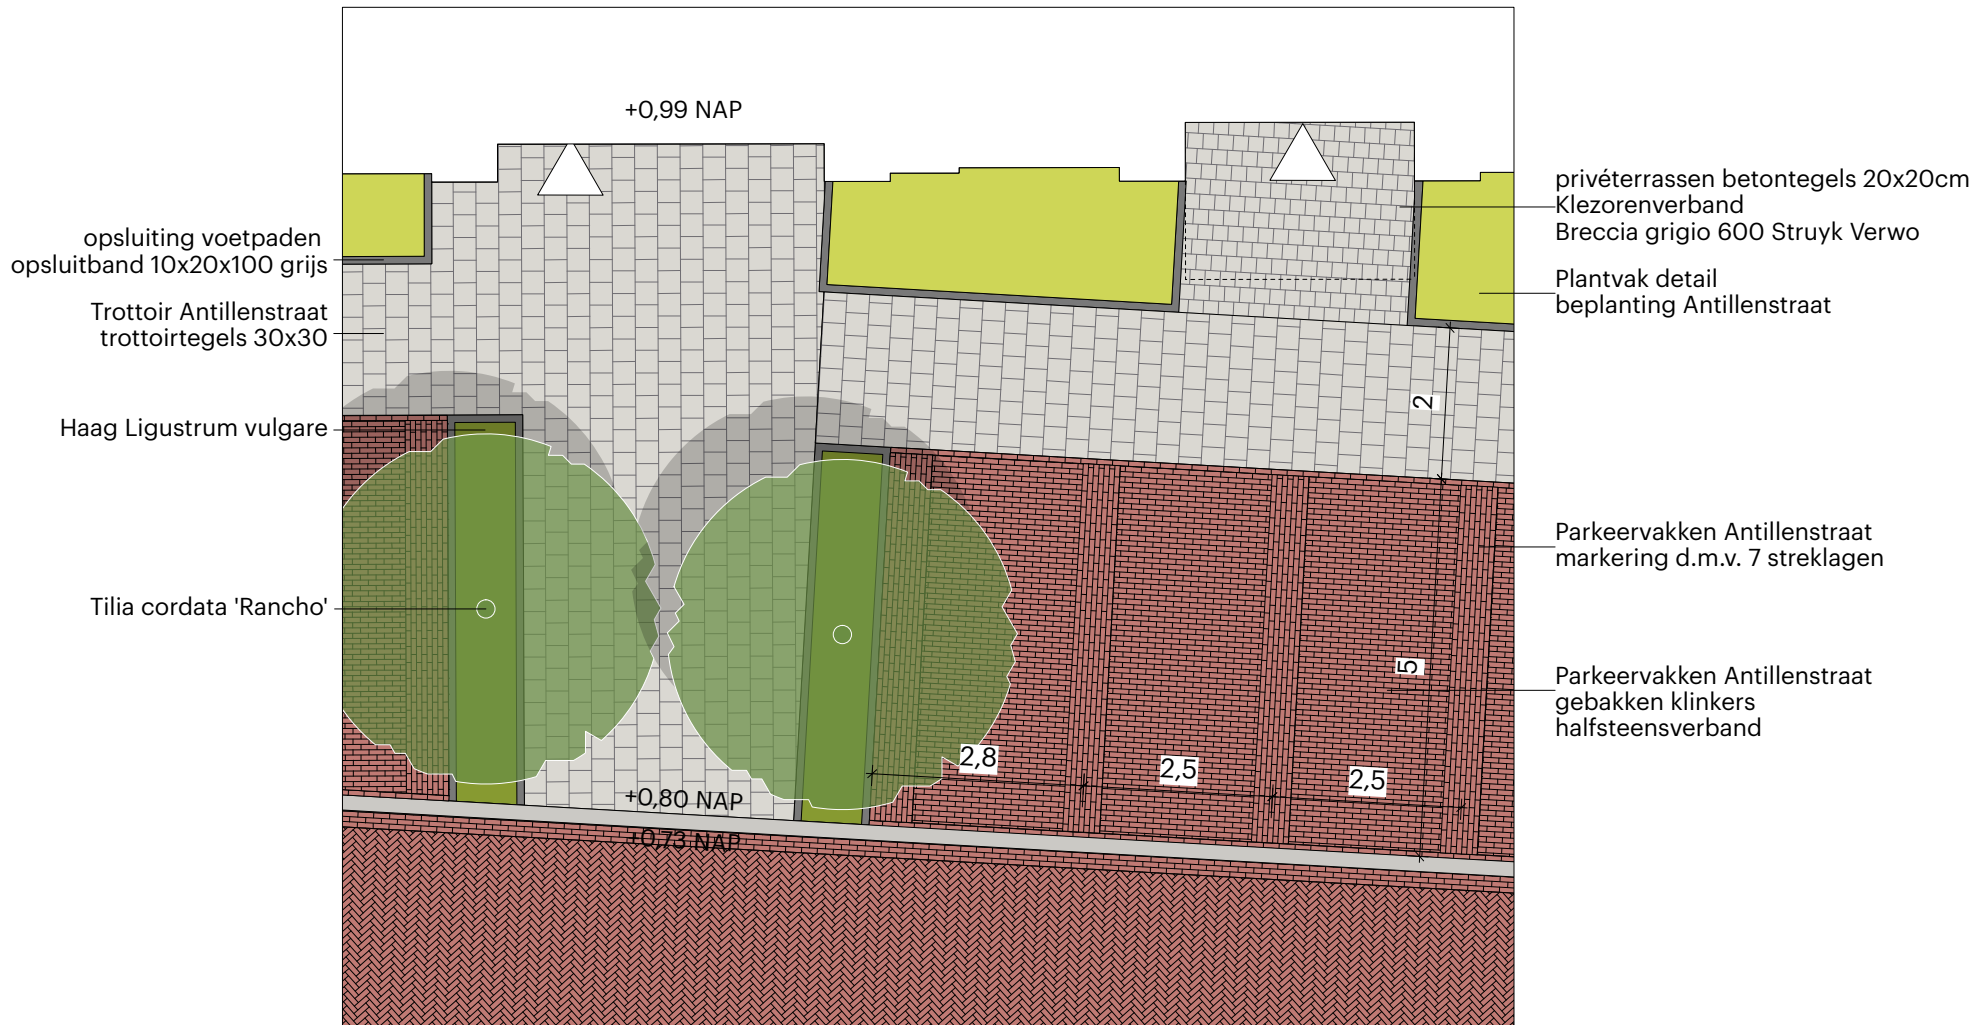 +0,99 NAP
opsluiting voetpaden
opsluitband 10x20x100 grijs
Trottoir Antillenstraat
trottoirtegels 30x30
Haag Ligustrum vulgare
Tilia cordata 'Rancho'
privéterrassen betontegels 20x20cm
Klezorenverband
Breccia grigio 600 Struyk Verwo
Plantvak detail
beplanting Antillenstraat
2
Parkeervakken Antillenstraat
markering d.m.v. 7 streklagen
5
Parkeervakken Antillenstraat
gebakken klinkers
halfsteensverband
2,8
2,5
2,5
+0,80 NAP
+0,73 NAP